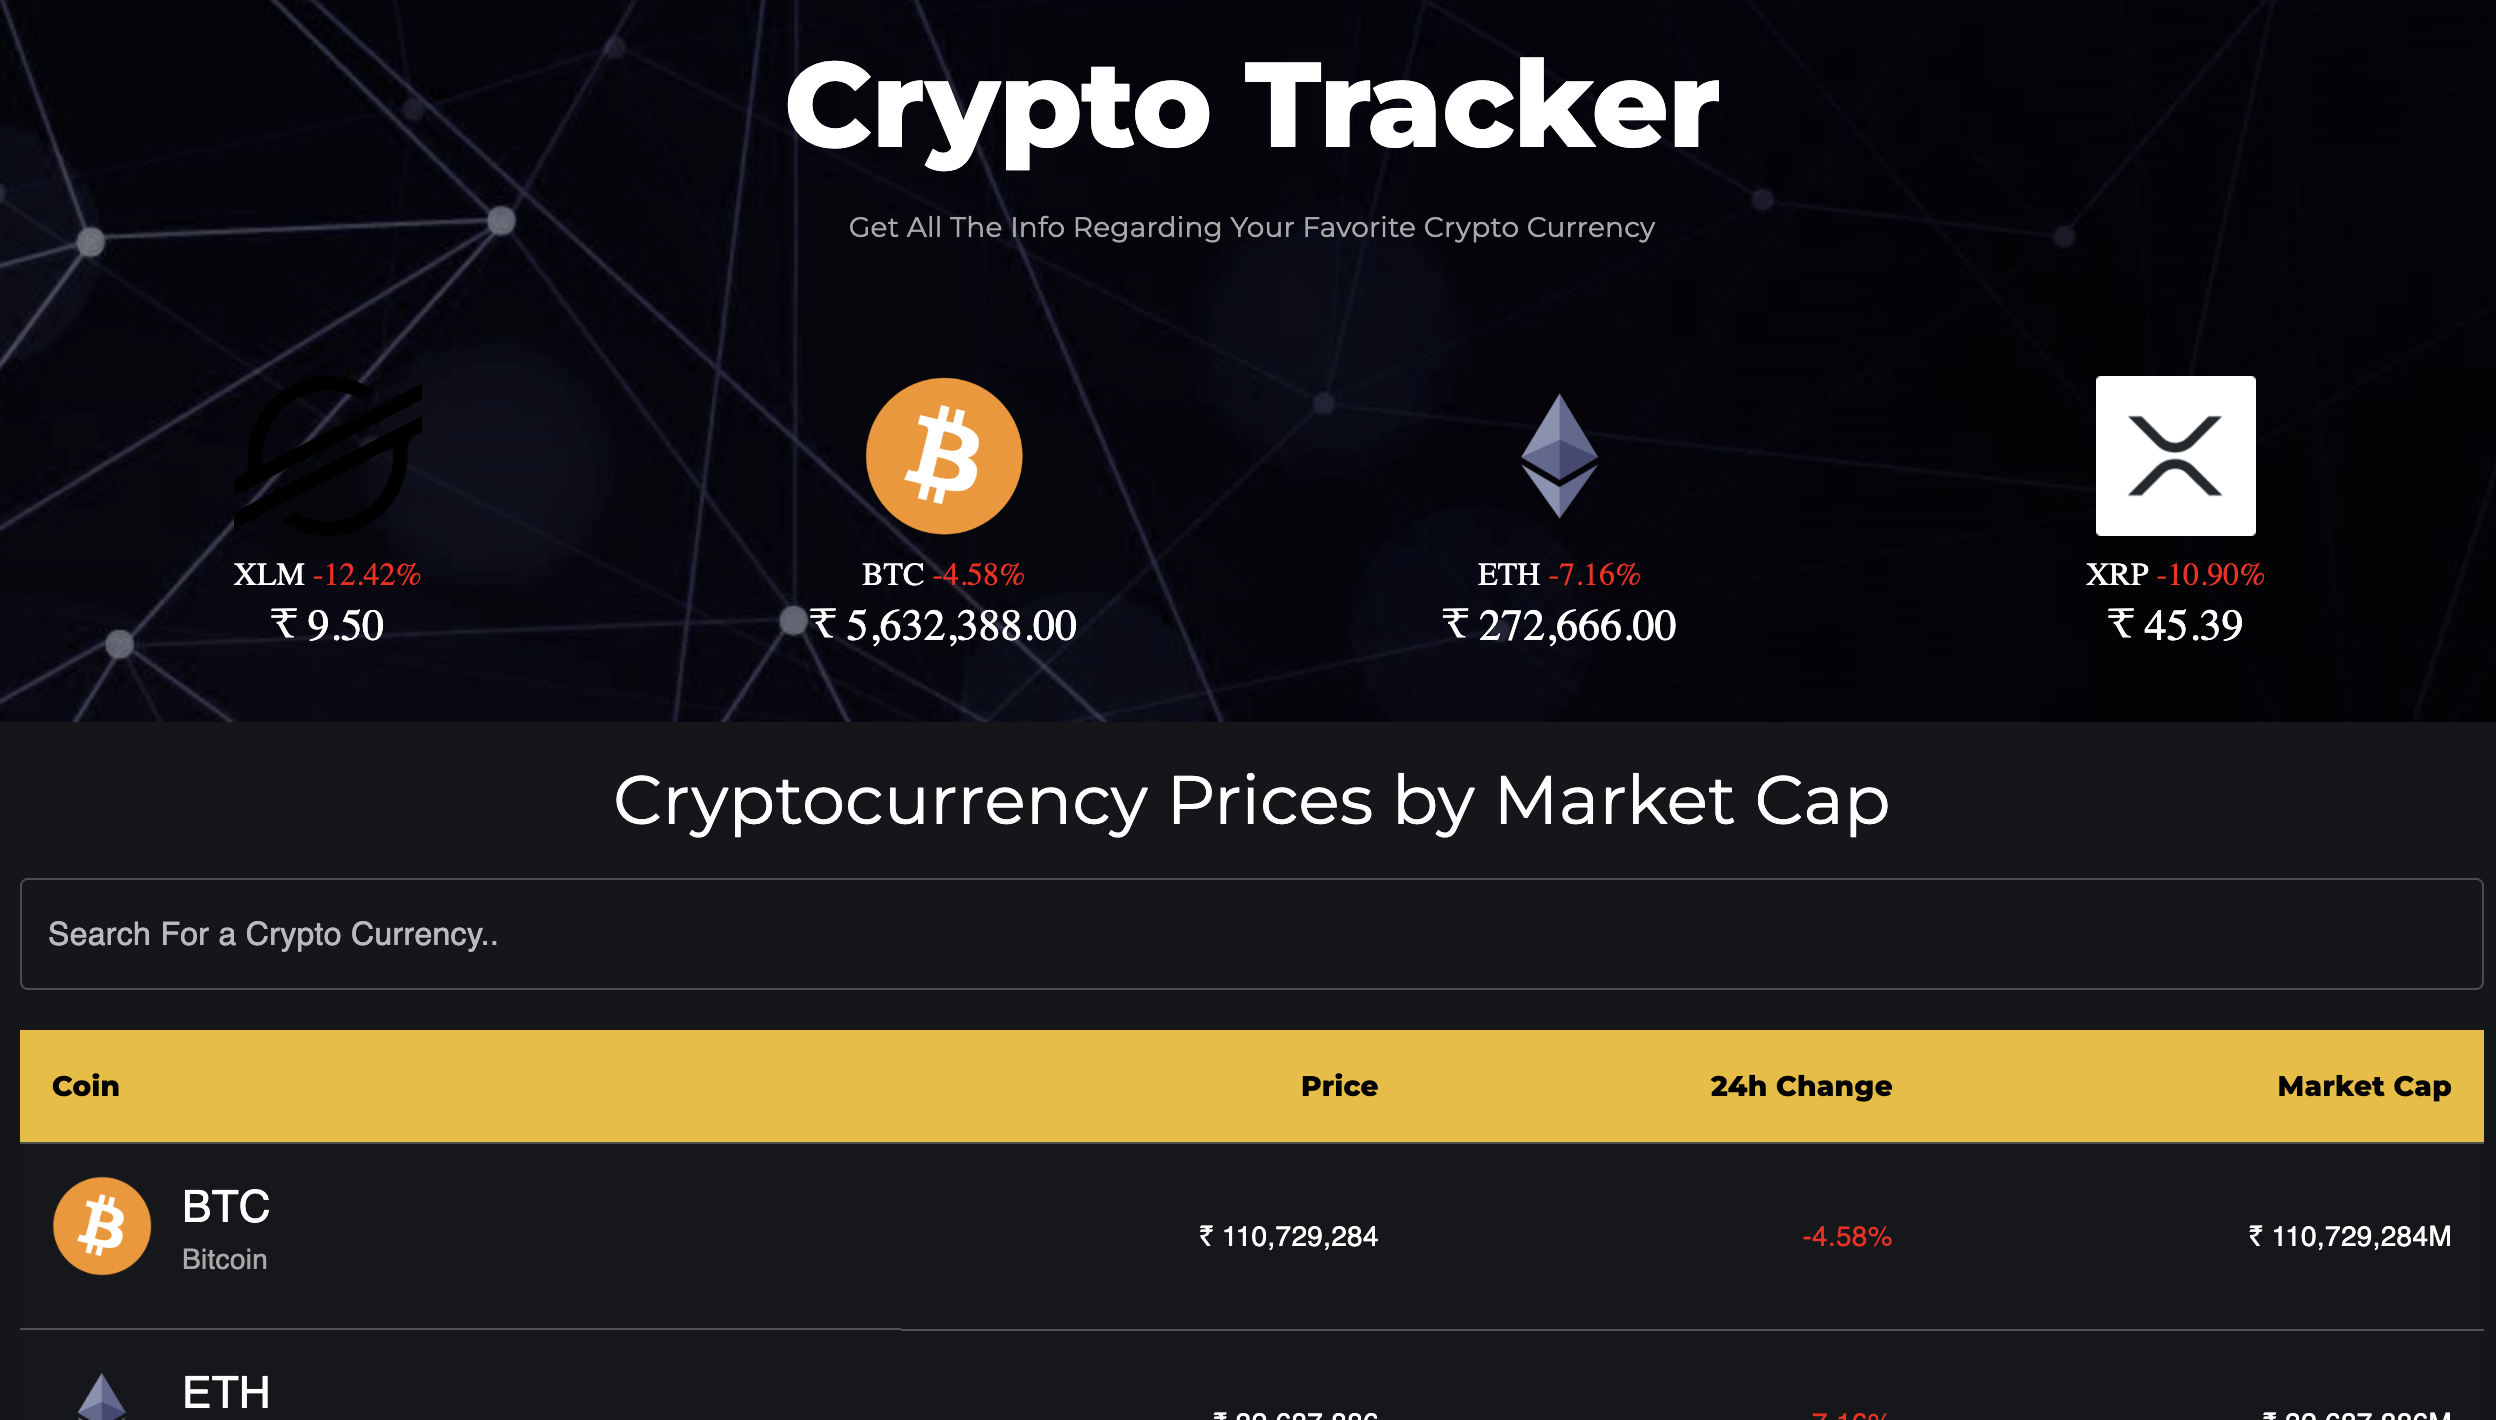 Crypto Tracker
Get All The Info Regarding Your Favorite Crypto Currency
XLM -12.42%
₹ 9.50
BTC -4.58%
₹ 5,632,388.00
ETH -7.16%
₹ 272,666.00
XRP -10.90%
₹ 45.39
Cryptocurrency Prices by Market Cap
Search For a Crypto Currency..
Coin Price 24h Change Market Cap
BTC
Bitcoin
₹ 110,729,284 -4.58% ₹ 110,729,284M
ETH